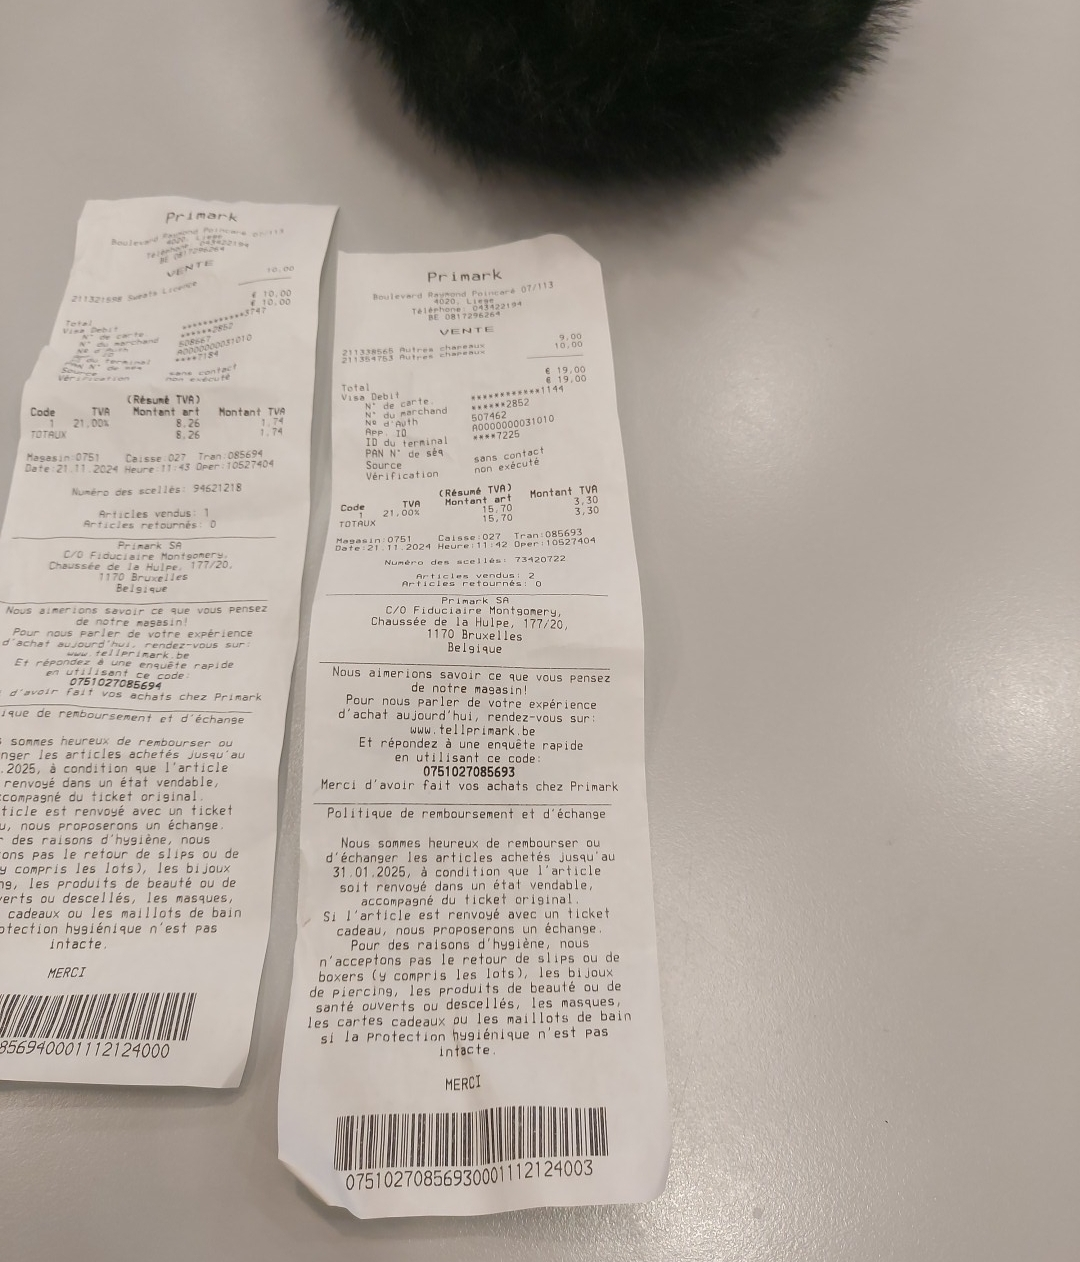 Primark
Boulevard Raymond Poincaré 07/113
4020, Liege
Téléphone: 043422194
BE 0817296264
VENTE
211321598 Sweats Licence 10,00
€ 10,00
Total € 10,00
Visa Debit
N° de carte. ************3747
N° du marchand ******2852
Nº d'Auth 508667
App. ID A0000000031010
ID du terminal ****7184
PAN N° de séq
Source sans contact
Vérification non exécuté
(Résumé TVA)
Code TVA Montant art Montant TVA
1 21,00% 8,26 1,74
TOTAUX 8,26 1,74
Magasin:0751 Caisse:027 Tran:085694
Date:21.11.2024 Heure:11:43 Oper:10527404
Numéro des scellés: 94621218
Articles vendus: 1
Articles retournés: 0
Primark SA
C/O Fiduciaire Montgomery,
Chaussée de la Hulpe, 177/20,
1170 Bruxelles
Belgique
Nous aimerions savoir ce que vous pensez
de notre magasin!
Pour nous parler de votre expérience
d'achat aujourd'hui, rendez-vous sur:
www.tellprimark.be
Et répondez à une enquête rapide
en utilisant ce code:
0751027085694
d'avoir fait vos achats chez Primark
ique de remboursement et d'échange
sommes heureux de rembourser ou
nger les articles achetés jusqu'au
.2025, à condition que l'article
renvoyé dans un état vendable,
ccompagné du ticket original.
ticle est renvoyé avec un ticket
u, nous proposerons un échange.
r des raisons d'hygiène, nous
ons pas le retour de slips ou de
y compris les lots), les bijoux
ng, les produits de beauté ou de
verts ou descellés, les masques,
cadeaux ou les maillots de bain
otection hygiénique n'est pas
intacte.
MERCI
856940001112124000
Primark
Boulevard Raymond Poincaré 07/113
4020, Liege
Téléphone: 043422194
BE 0817296264
VENTE
211338565 Autres chapeaux 9,00
211354753 Autres chapeaux 10,00
€ 19,00
Total € 19,00
Visa Debit
N° de carte. ************1144
N° du marchand ******2852
Nº d'Auth 507462
App. ID A0000000031010
ID du terminal ****7225
PAN N° de séq
Source sans contact
Vérification non exécuté
(Résumé TVA)
Code TVA Montant art Montant TVA
1 21,00% 15,70 3,30
TOTAUX 15,70 3,30
Magasin:0751 Caisse:027 Tran:085693
Date:21.11.2024 Heure:11:42 Oper:10527404
Numéro des scellés: 73420722
Articles vendus: 2
Articles retournés: 0
Primark SA
C/O Fiduciaire Montgomery,
Chaussée de la Hulpe, 177/20,
1170 Bruxelles
Belgique
Nous aimerions savoir ce que vous pensez
de notre magasin!
Pour nous parler de votre expérience
d'achat aujourd'hui, rendez-vous sur:
www.tellprimark.be
Et répondez à une enquête rapide
en utilisant ce code:
0751027085693
Merci d'avoir fait vos achats chez Primark
Politique de remboursement et d'échange
Nous sommes heureux de rembourser ou
d'échanger les articles achetés jusqu'au
31.01.2025, à condition que l'article
soit renvoyé dans un état vendable,
accompagné du ticket original.
Si l'article est renvoyé avec un ticket
cadeau, nous proposerons un échange.
Pour des raisons d'hygiène, nous
n'acceptons pas le retour de slips ou de
boxers (y compris les lots), les bijoux
de piercing, les produits de beauté ou de
santé ouverts ou descellés, les masques,
les cartes cadeaux ou les maillots de bain
si la Protection hygiénique n'est pas
intacte.
MERCI
07510270856930001112124003